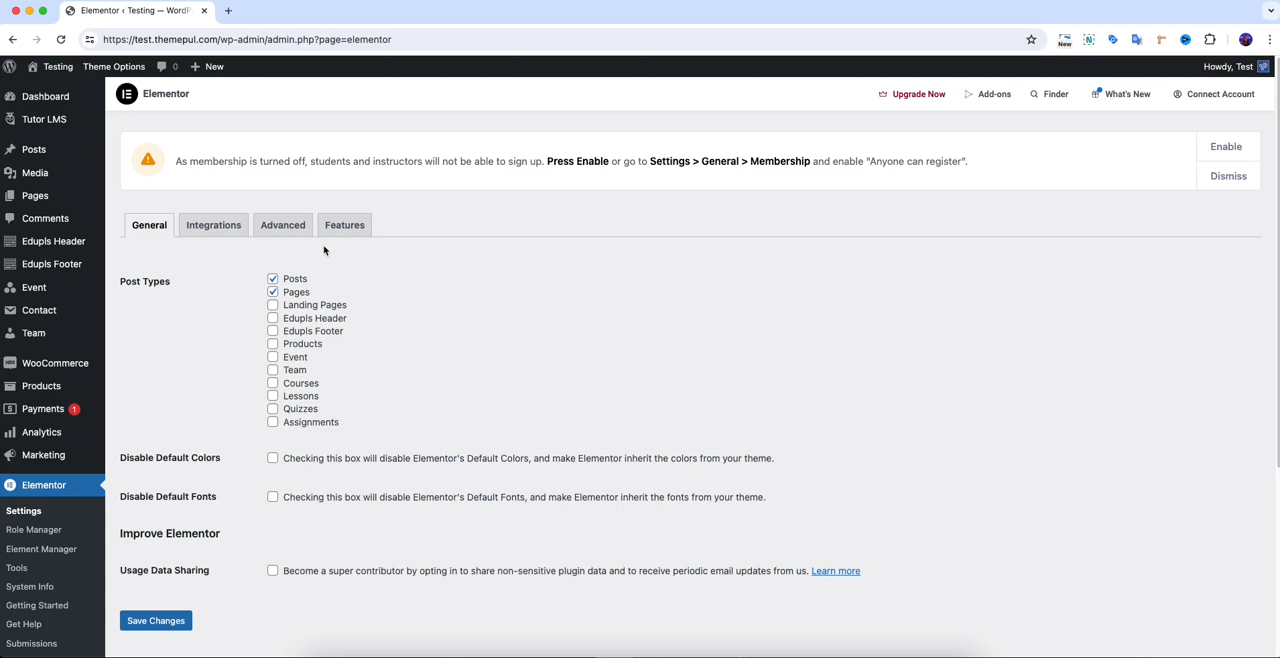 Elementor ‹ Testing — WordP
https://test.themepul.com/wp-admin/admin.php?page=elementor
New
Testing
Theme Options
0
New
Howdy, Test
Dashboard
Tutor LMS
Posts
Media
Pages
Comments
Edupls Header
Edupls Footer
Event
Contact
Team
WooCommerce
Products
Payments 1
Analytics
Marketing
Elementor
Settings
Role Manager
Element Manager
Tools
System Info
Getting Started
Get Help
Submissions
Elementor
Upgrade Now
Add-ons
Finder
What's New
Connect Account
As membership is turned off, students and instructors will not be able to sign up. Press Enable or go to Settings > General > Membership and enable "Anyone can register".
Enable
Dismiss
General
Integrations
Advanced
Features
Post Types
Posts
Pages
Landing Pages
Edupls Header
Edupls Footer
Products
Event
Team
Courses
Lessons
Quizzes
Assignments
Disable Default Colors
Checking this box will disable Elementor's Default Colors, and make Elementor inherit the colors from your theme.
Disable Default Fonts
Checking this box will disable Elementor's Default Fonts, and make Elementor inherit the fonts from your theme.
Improve Elementor
Usage Data Sharing
Become a super contributor by opting in to share non-sensitive plugin data and to receive periodic email updates from us. Learn more
Save Changes